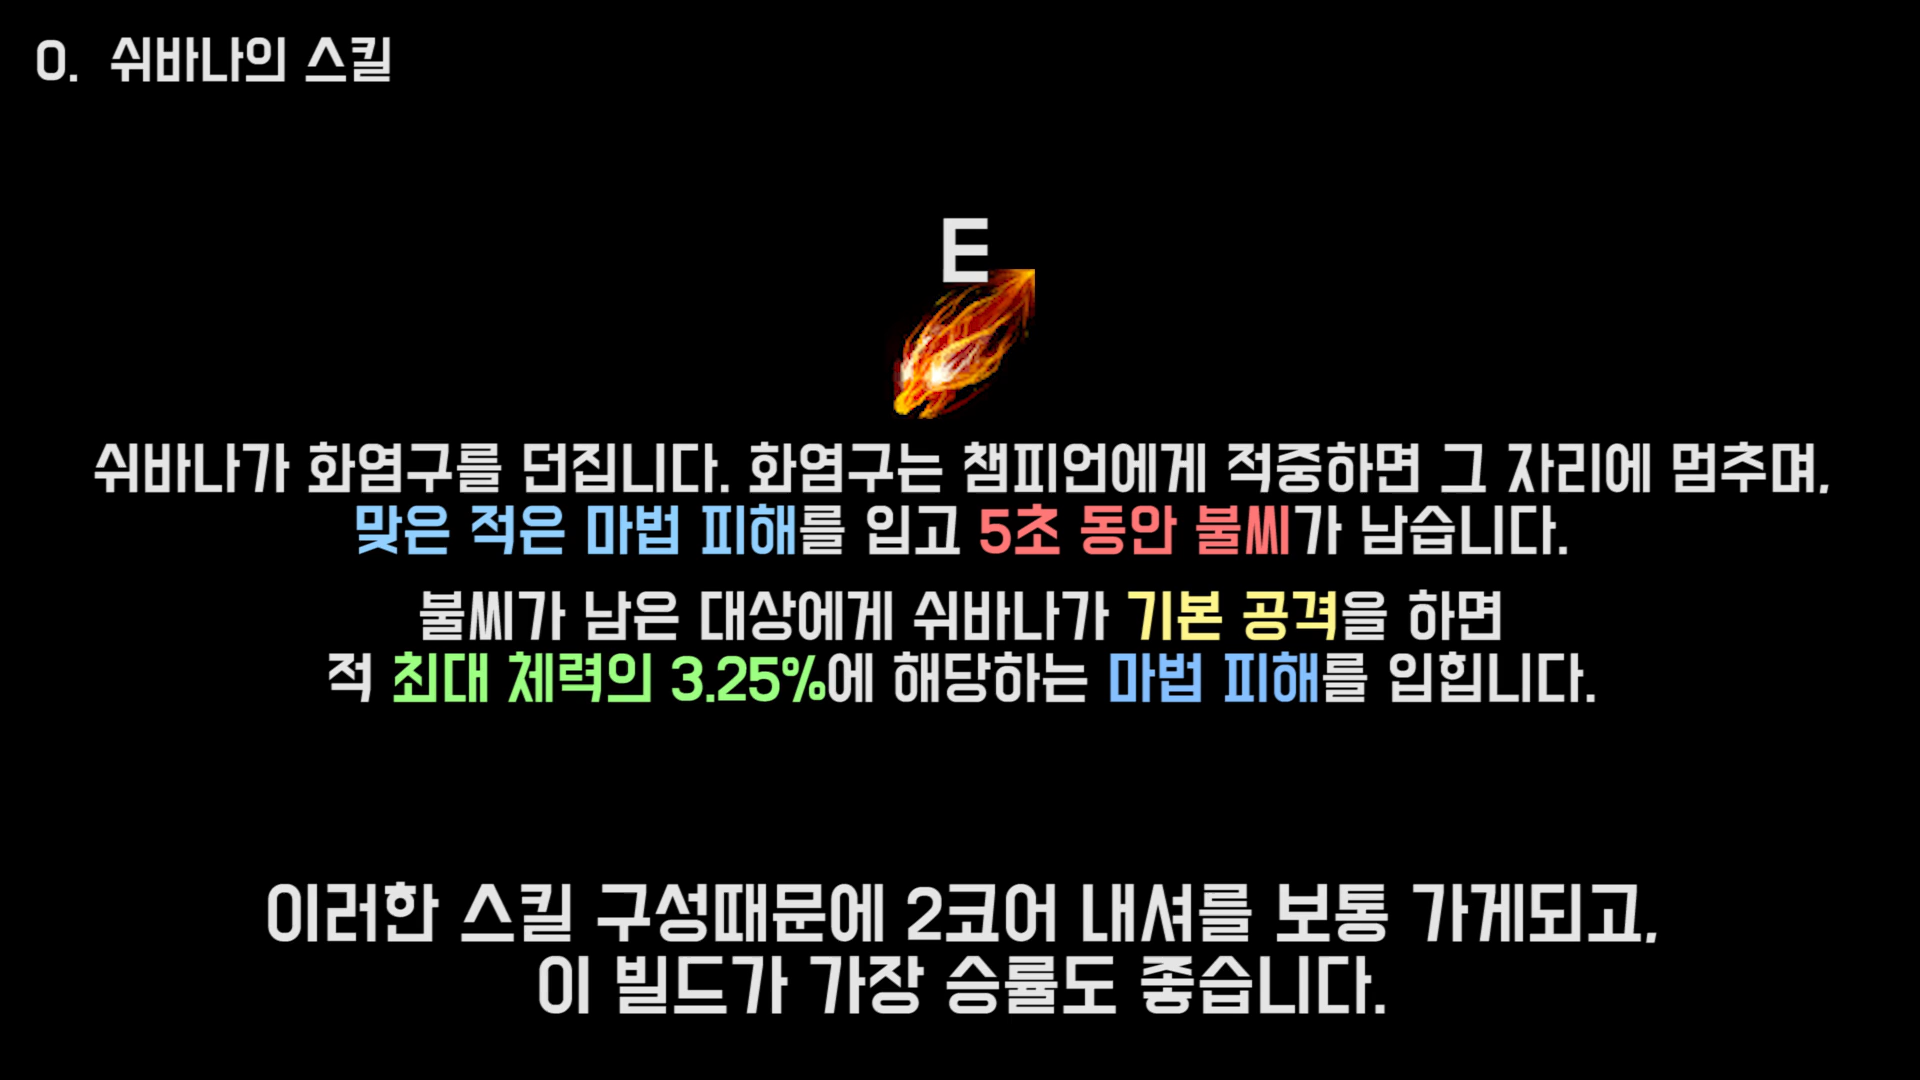 0. 쉬바나의 스킬
E
쉬바나가 화염구를 던집니다. 화염구는 챔피언에게 적중하면 그 자리에 멈추며,
맞은 적은 마법 피해를 입고 5초 동안 불씨가 남습니다.
불씨가 남은 대상에게 쉬바나가 기본 공격을 하면
적 최대 체력의 3.25%에 해당하는 마법 피해를 입힙니다.
이러한 스킬 구성때문에 2코어 내셔를 보통 가게되고,
이 빌드가 가장 승률도 좋습니다.